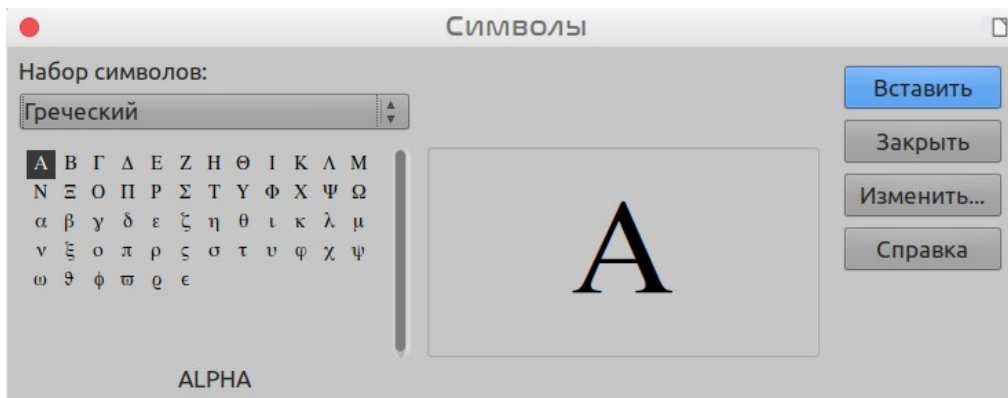 Символы
Набор символов:
Греческий
Α Β Γ Δ Ε Ζ Η Θ Ι Κ Λ Μ
Ν Ξ Ο Π Ρ Σ Τ Υ Φ Χ Ψ Ω
α β γ δ ε ζ η θ ι κ λ μ
ν ξ ο π ρ ς σ τ υ φ χ ψ
ω ϑ ϕ ϖ ϱ ϵ
ALPHA
Α
Вставить
Закрыть
Изменить...
Справка